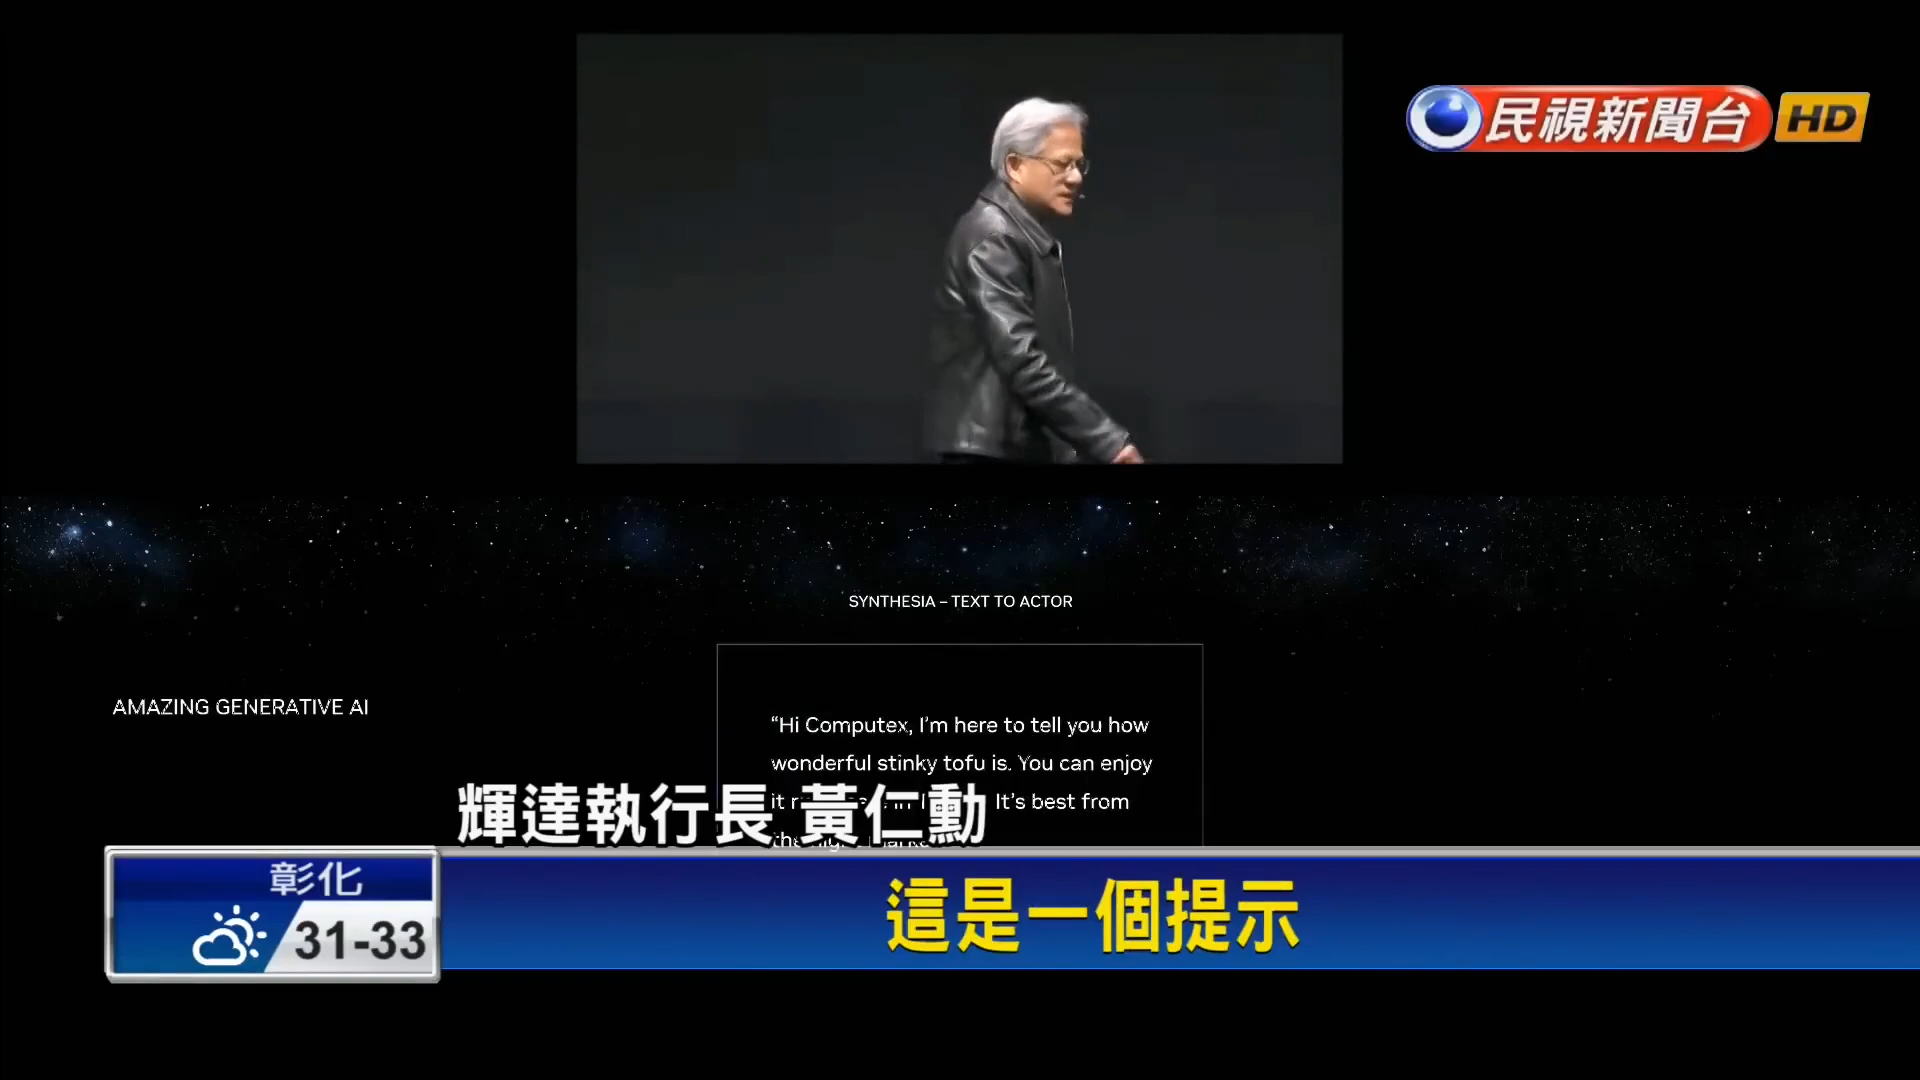 民視新聞台 HD
SYNTHESIA – TEXT TO ACTOR
AMAZING GENERATIVE AI
“Hi Computex, I’m here to tell you how
wonderful stinky tofu is. You can enjoy
it It’s best from
輝達執行長 黃仁勳
彰化
31-33
這是一個提示